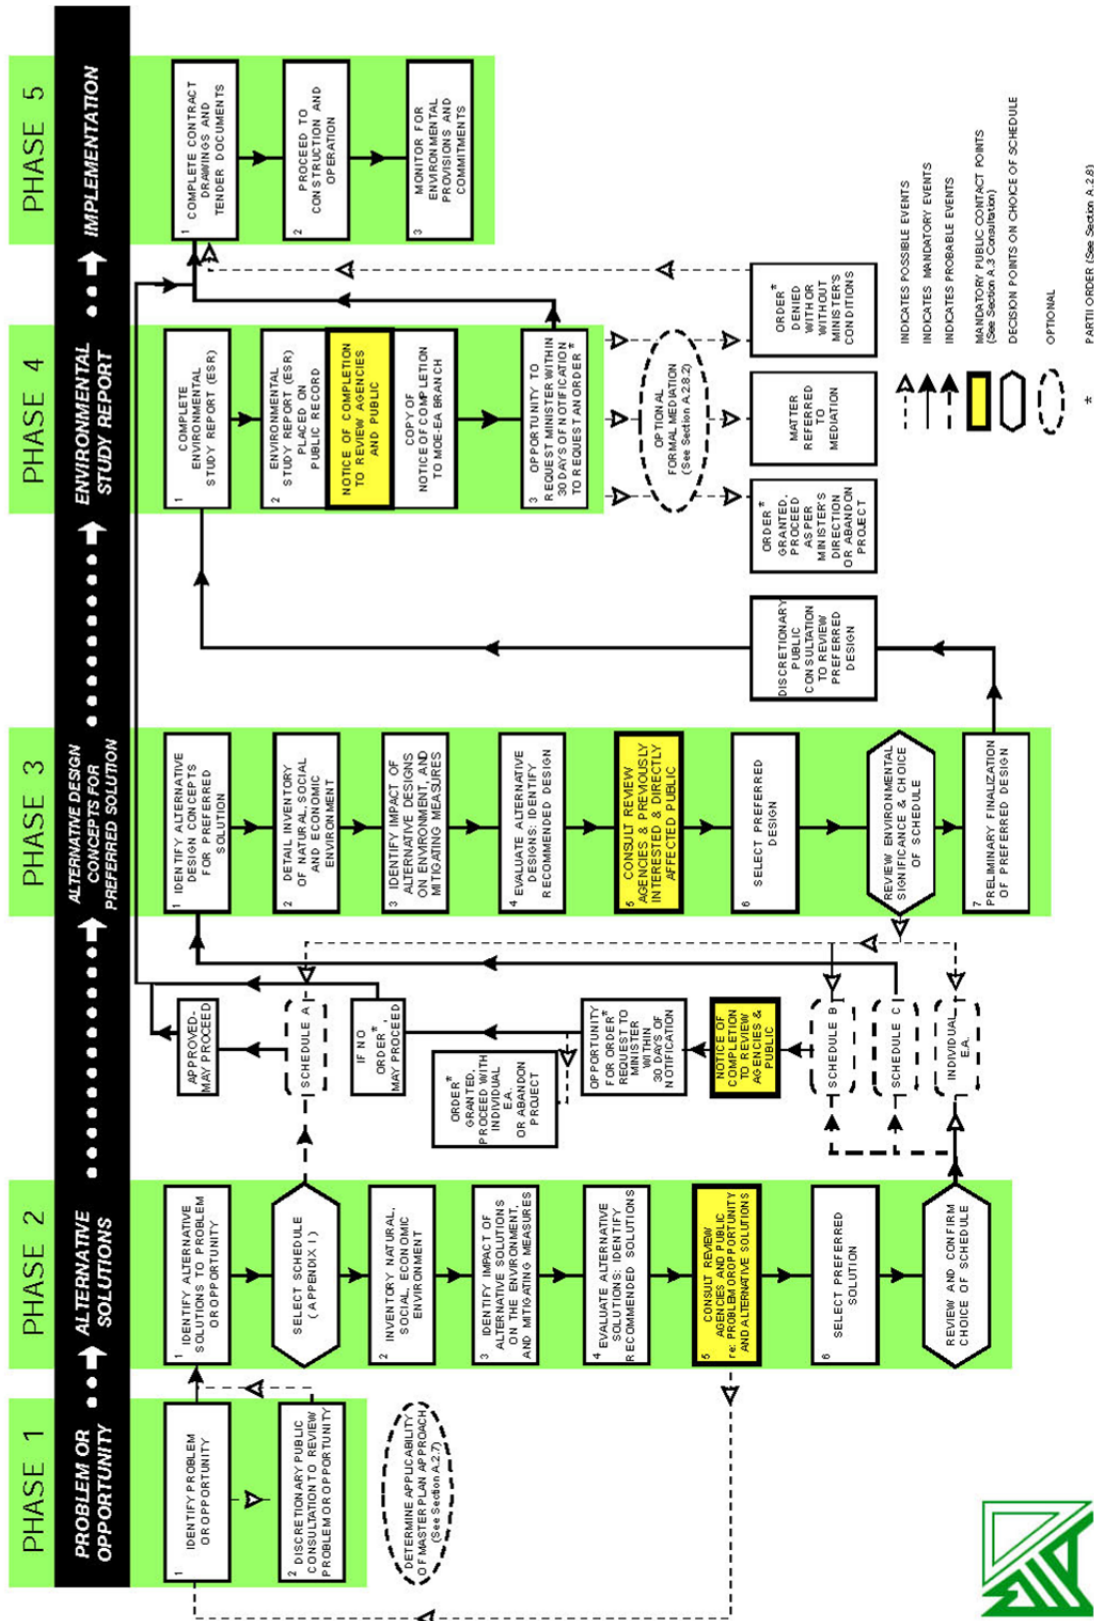 PHASE 1
PROBLEM OR
OPPORTUNITY
1 IDENTIFY PROBLEM
OR OPPORTUNITY
2 DISCRETIONARY PUBLIC
CONSULTATION TO REVIEW
PROBLEM OR OPPORTUNITY
DETERMINE APPLICABILITY
OF MASTER PLAN APPROACH
(See Section A.2.7)
PHASE 2
ALTERNATIVE
SOLUTIONS
1 IDENTIFY ALTERNATIVE
SOLUTIONS TO PROBLEM
OR OPPORTUNITY
SELECT SCHEDULE
(APPENDIX I)
2 INVENTORY NATURAL,
SOCIAL, ECONOMIC
ENVIRONMENT
3 IDENTIFY IMPACT OF
ALTERNATIVE SOLUTIONS
ON THE ENVIRONMENT,
AND MITIGATING MEASURES
4 EVALUATE ALTERNATIVE
SOLUTIONS: IDENTIFY
RECOMMENDED SOLUTIONS
5 CONSULT REVIEW
AGENCIES AND PUBLIC
re: PROBLEM OR OPPORTUNITY
AND ALTERNATIVE SOLUTIONS
6 SELECT PREFERRED
SOLUTION
REVIEW AND CONFIRM
CHOICE OF SCHEDULE
APPROVED-
MAY PROCEED
SCHEDULE A
IF NO
ORDER*,
MAY PROCEED
ORDER*
GRANTED,
PROCEED WITH
INDIVIDUAL
E.A.
OR ABANDON
PROJECT
OPPORTUNITY
FOR ORDER*
REQUEST TO
MINISTER
WITHIN
30 DAYS OF
NOTIFICATION
NOTICE OF
COMPLETION
TO REVIEW
AGENCIES &
PUBLIC
SCHEDULE B
SCHEDULE C
INDIVIDUAL
E.A.
PHASE 3
ALTERNATIVE DESIGN
CONCEPTS FOR
PREFERRED SOLUTION
1 IDENTIFY ALTERNATIVE
DESIGN CONCEPTS
FOR PREFERRED
SOLUTION
2 DETAIL INVENTORY
OF NATURAL, SOCIAL
AND ECONOMIC
ENVIRONMENT
3 IDENTIFY IMPACT OF
ALTERNATIVE DESIGNS
ON ENVIRONMENT, AND
MITIGATING MEASURES
4 EVALUATE ALTERNATIVE
DESIGNS: IDENTIFY
RECOMMENDED DESIGN
5 CONSULT REVIEW
AGENCIES & PREVIOUSLY
INTERESTED & DIRECTLY
AFFECTED PUBLIC
6 SELECT PREFERRED
DESIGN
REVIEW ENVIRONMENTAL
SIGNIFICANCE & CHOICE
OF SCHEDULE
7 PRELIMINARY FINALIZATION
OF PREFERRED DESIGN
DISCRETIONARY
PUBLIC
CONSULTATION
TO REVIEW
PREFERRED
DESIGN
PHASE 4
ENVIRONMENTAL
STUDY REPORT
1 COMPLETE
ENVIRONMENTAL
STUDY REPORT (ESR)
2 ENVIRONMENTAL
STUDY REPORT (ESR)
PLACED ON
PUBLIC RECORD
NOTICE OF COMPLETION
TO REVIEW AGENCIES
AND PUBLIC
COPY OF
NOTICE OF COMPLETION
TO MOE-EA BRANCH
3 OPPORTUNITY TO
REQUEST MINISTER WITHIN
30 DAYS OF NOTIFICATION
TO REQUEST AN ORDER*
OPTIONAL
FORMAL MEDIATION
(See Section A.2.8.2)
ORDER*
GRANTED,
PROCEED
AS PER
MINISTER'S
DIRECTION
OR ABANDON
PROJECT
MATTER
REFERRED
TO
MEDIATION
ORDER*
DENIED
WITH OR
WITHOUT
MINISTER'S
CONDITIONS
PHASE 5
IMPLEMENTATION
1 COMPLETE CONTRACT
DRAWINGS AND
TENDER DOCUMENTS
2 PROCEED TO
CONSTRUCTION AND
OPERATION
3 MONITOR FOR
ENVIRONMENTAL
PROVISIONS AND
COMMITMENTS
INDICATES POSSIBLE EVENTS
INDICATES MANDATORY EVENTS
INDICATES PROBABLE EVENTS
MANDATORY PUBLIC CONTACT POINTS
(See Section A.3 Consultation)
DECISION POINTS ON CHOICE OF SCHEDULE
OPTIONAL
* PART II ORDER (See Section A.2.8)